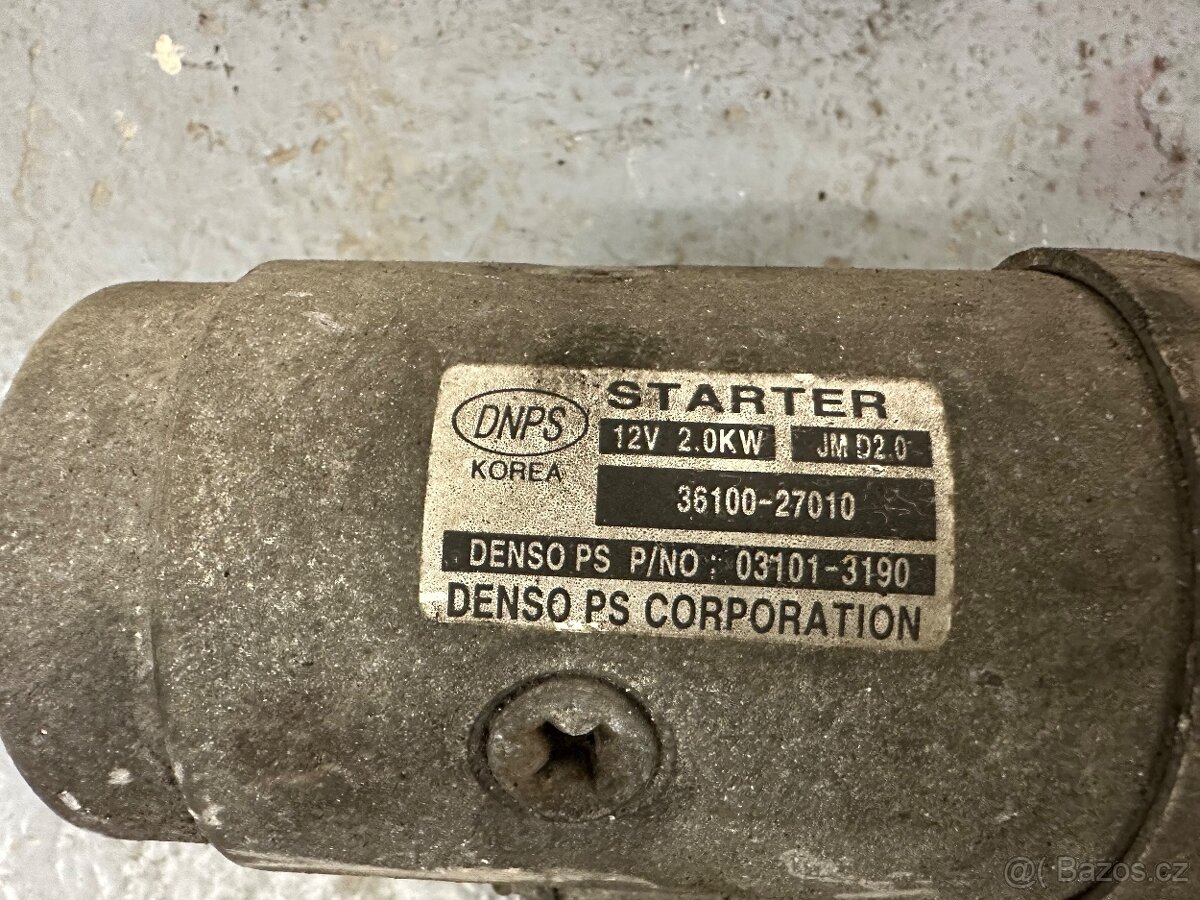 DNPS
KOREA
STARTER
12V 2.0KW JM D2.0
36100-27010
DENSO PS P/NO: 03101-3190
DENSO PS CORPORATION
Bazos.cz